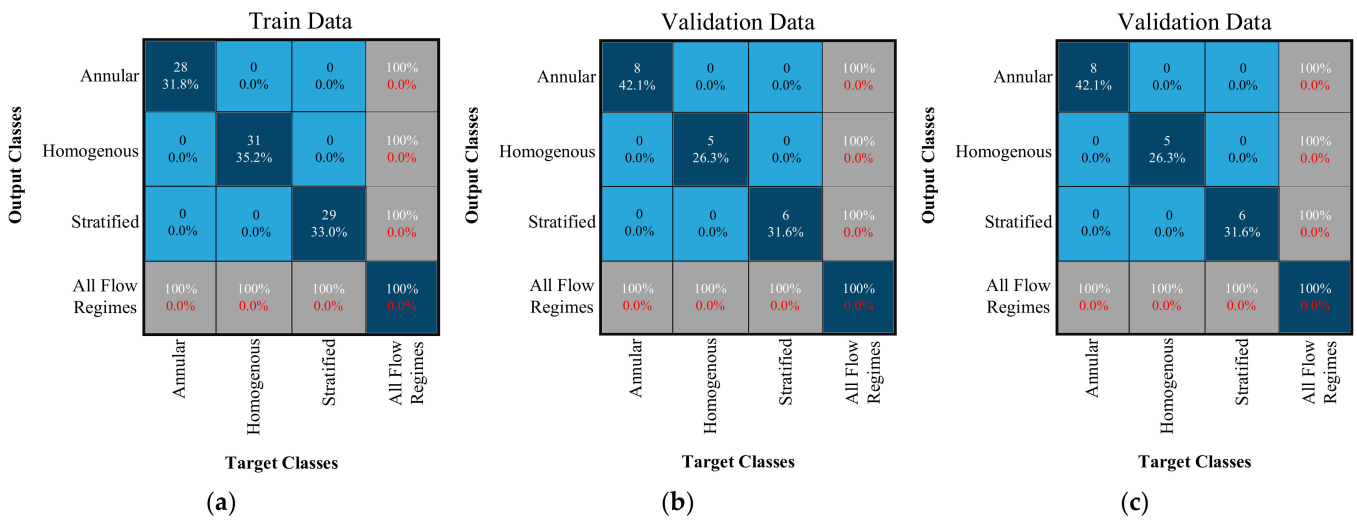 Train Data
Output Classes
Annular
28 0 0 100%
31.8% 0.0% 0.0% 0.0%
Homogenous
0 31 0 100%
0.0% 35.2% 0.0% 0.0%
Stratified
0 0 29 100%
0.0% 0.0% 33.0% 0.0%
All Flow
Regimes
100% 100% 100% 100%
0.0% 0.0% 0.0% 0.0%
Annular
Homogenous
Stratified
All Flow
Regimes
Target Classes
(a)
Validation Data
Output Classes
Annular
8 0 0 100%
42.1% 0.0% 0.0% 0.0%
Homogenous
0 5 0 100%
0.0% 26.3% 0.0% 0.0%
Stratified
0 0 6 100%
0.0% 0.0% 31.6% 0.0%
All Flow
Regimes
100% 100% 100% 100%
0.0% 0.0% 0.0% 0.0%
Annular
Homogenous
Stratified
All Flow
Regimes
Target Classes
(b)
Validation Data
Output Classes
Annular
8 0 0 100%
42.1% 0.0% 0.0% 0.0%
Homogenous
0 5 0 100%
0.0% 26.3% 0.0% 0.0%
Stratified
0 0 6 100%
0.0% 0.0% 31.6% 0.0%
All Flow
Regimes
100% 100% 100% 100%
0.0% 0.0% 0.0% 0.0%
Annular
Homogenous
Stratified
All Flow
Regimes
Target Classes
(c)